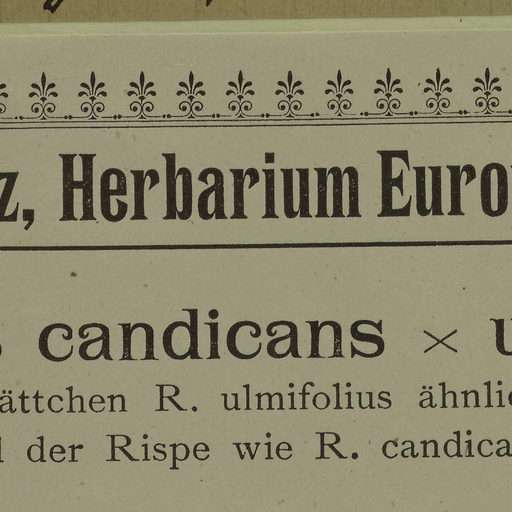 z, Herbarium Euro
candicans × u
ättchen R. ulmifolius ähnli
der Rispe wie R. candica